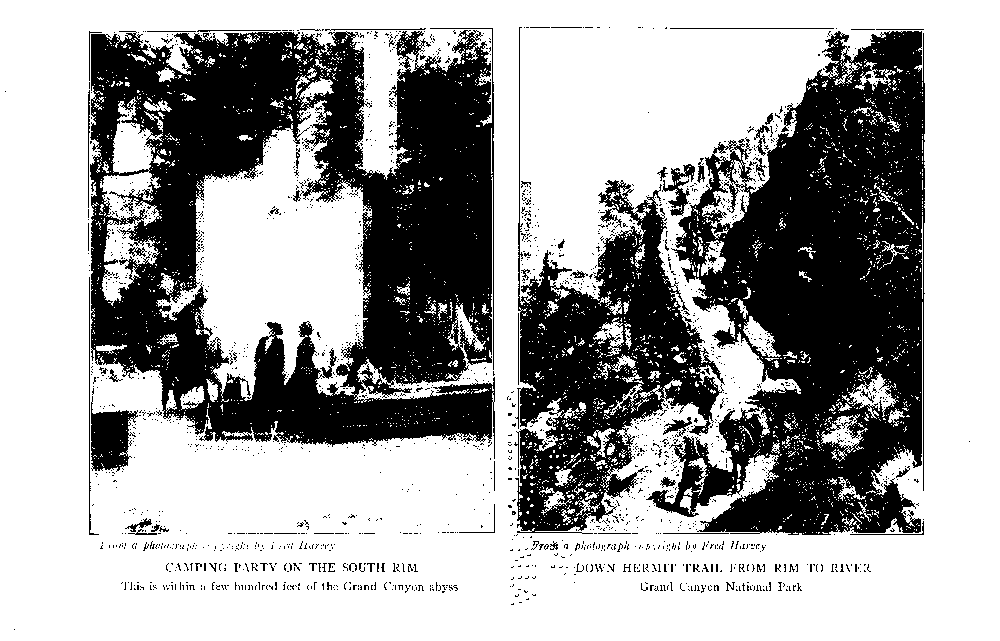 From a photograph copyright by Fred Harvey
CAMPING PARTY ON THE SOUTH RIM
This is within a few hundred feet of the Grand Canyon abyss
From a photograph copyright by Fred Harvey
DOWN HERMIT TRAIL FROM RIM TO RIVER
Grand Canyon National Park